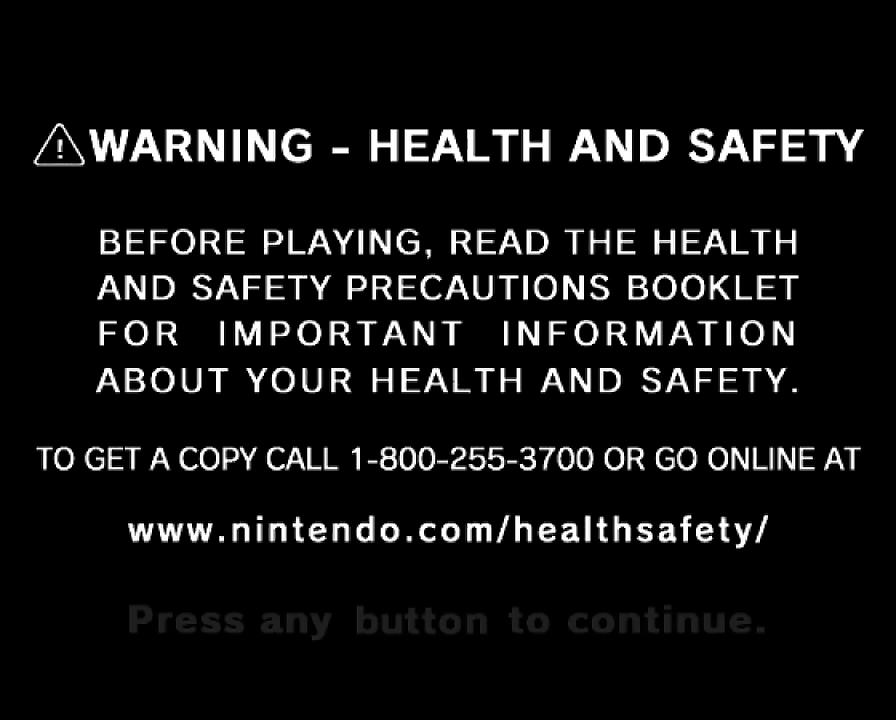 ⚠WARNING - HEALTH AND SAFETY
BEFORE PLAYING, READ THE HEALTH
AND SAFETY PRECAUTIONS BOOKLET
FOR IMPORTANT INFORMATION
ABOUT YOUR HEALTH AND SAFETY.
TO GET A COPY CALL 1-800-255-3700 OR GO ONLINE AT
www.nintendo.com/healthsafety/
Press any button to continue.